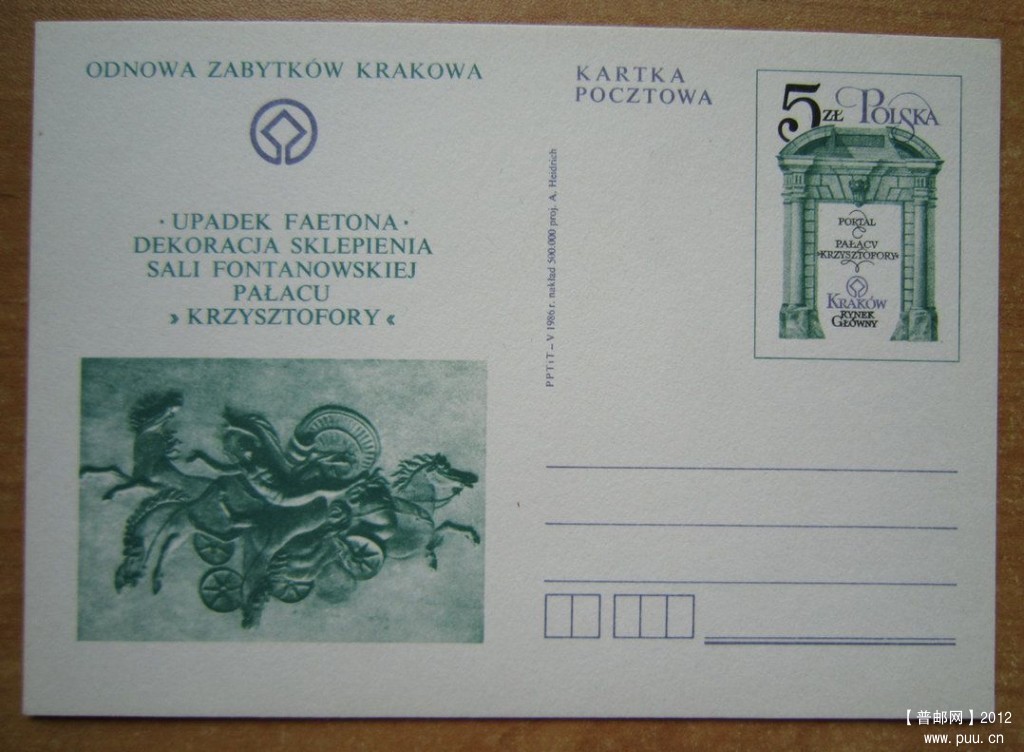 ODNOWA ZABYTKÓW KRAKOWA
· UPADEK FAETONA ·
DEKORACJA SKLEPIENIA
SALI FONTANOWSKIEJ
PAŁACU
» KRZYSZTOFORY «
KARTKA
POCZTOWA
PPTiT – V 1986 r. nakład 500.000 proj. A. Heidrich
5 ZŁ POLSKA
PORTAL
PAŁACU
»KRZYSZTOFORY«
KRAKÓW
RYNEK
GŁÓWNY
【普邮网】2012
www.puu.cn